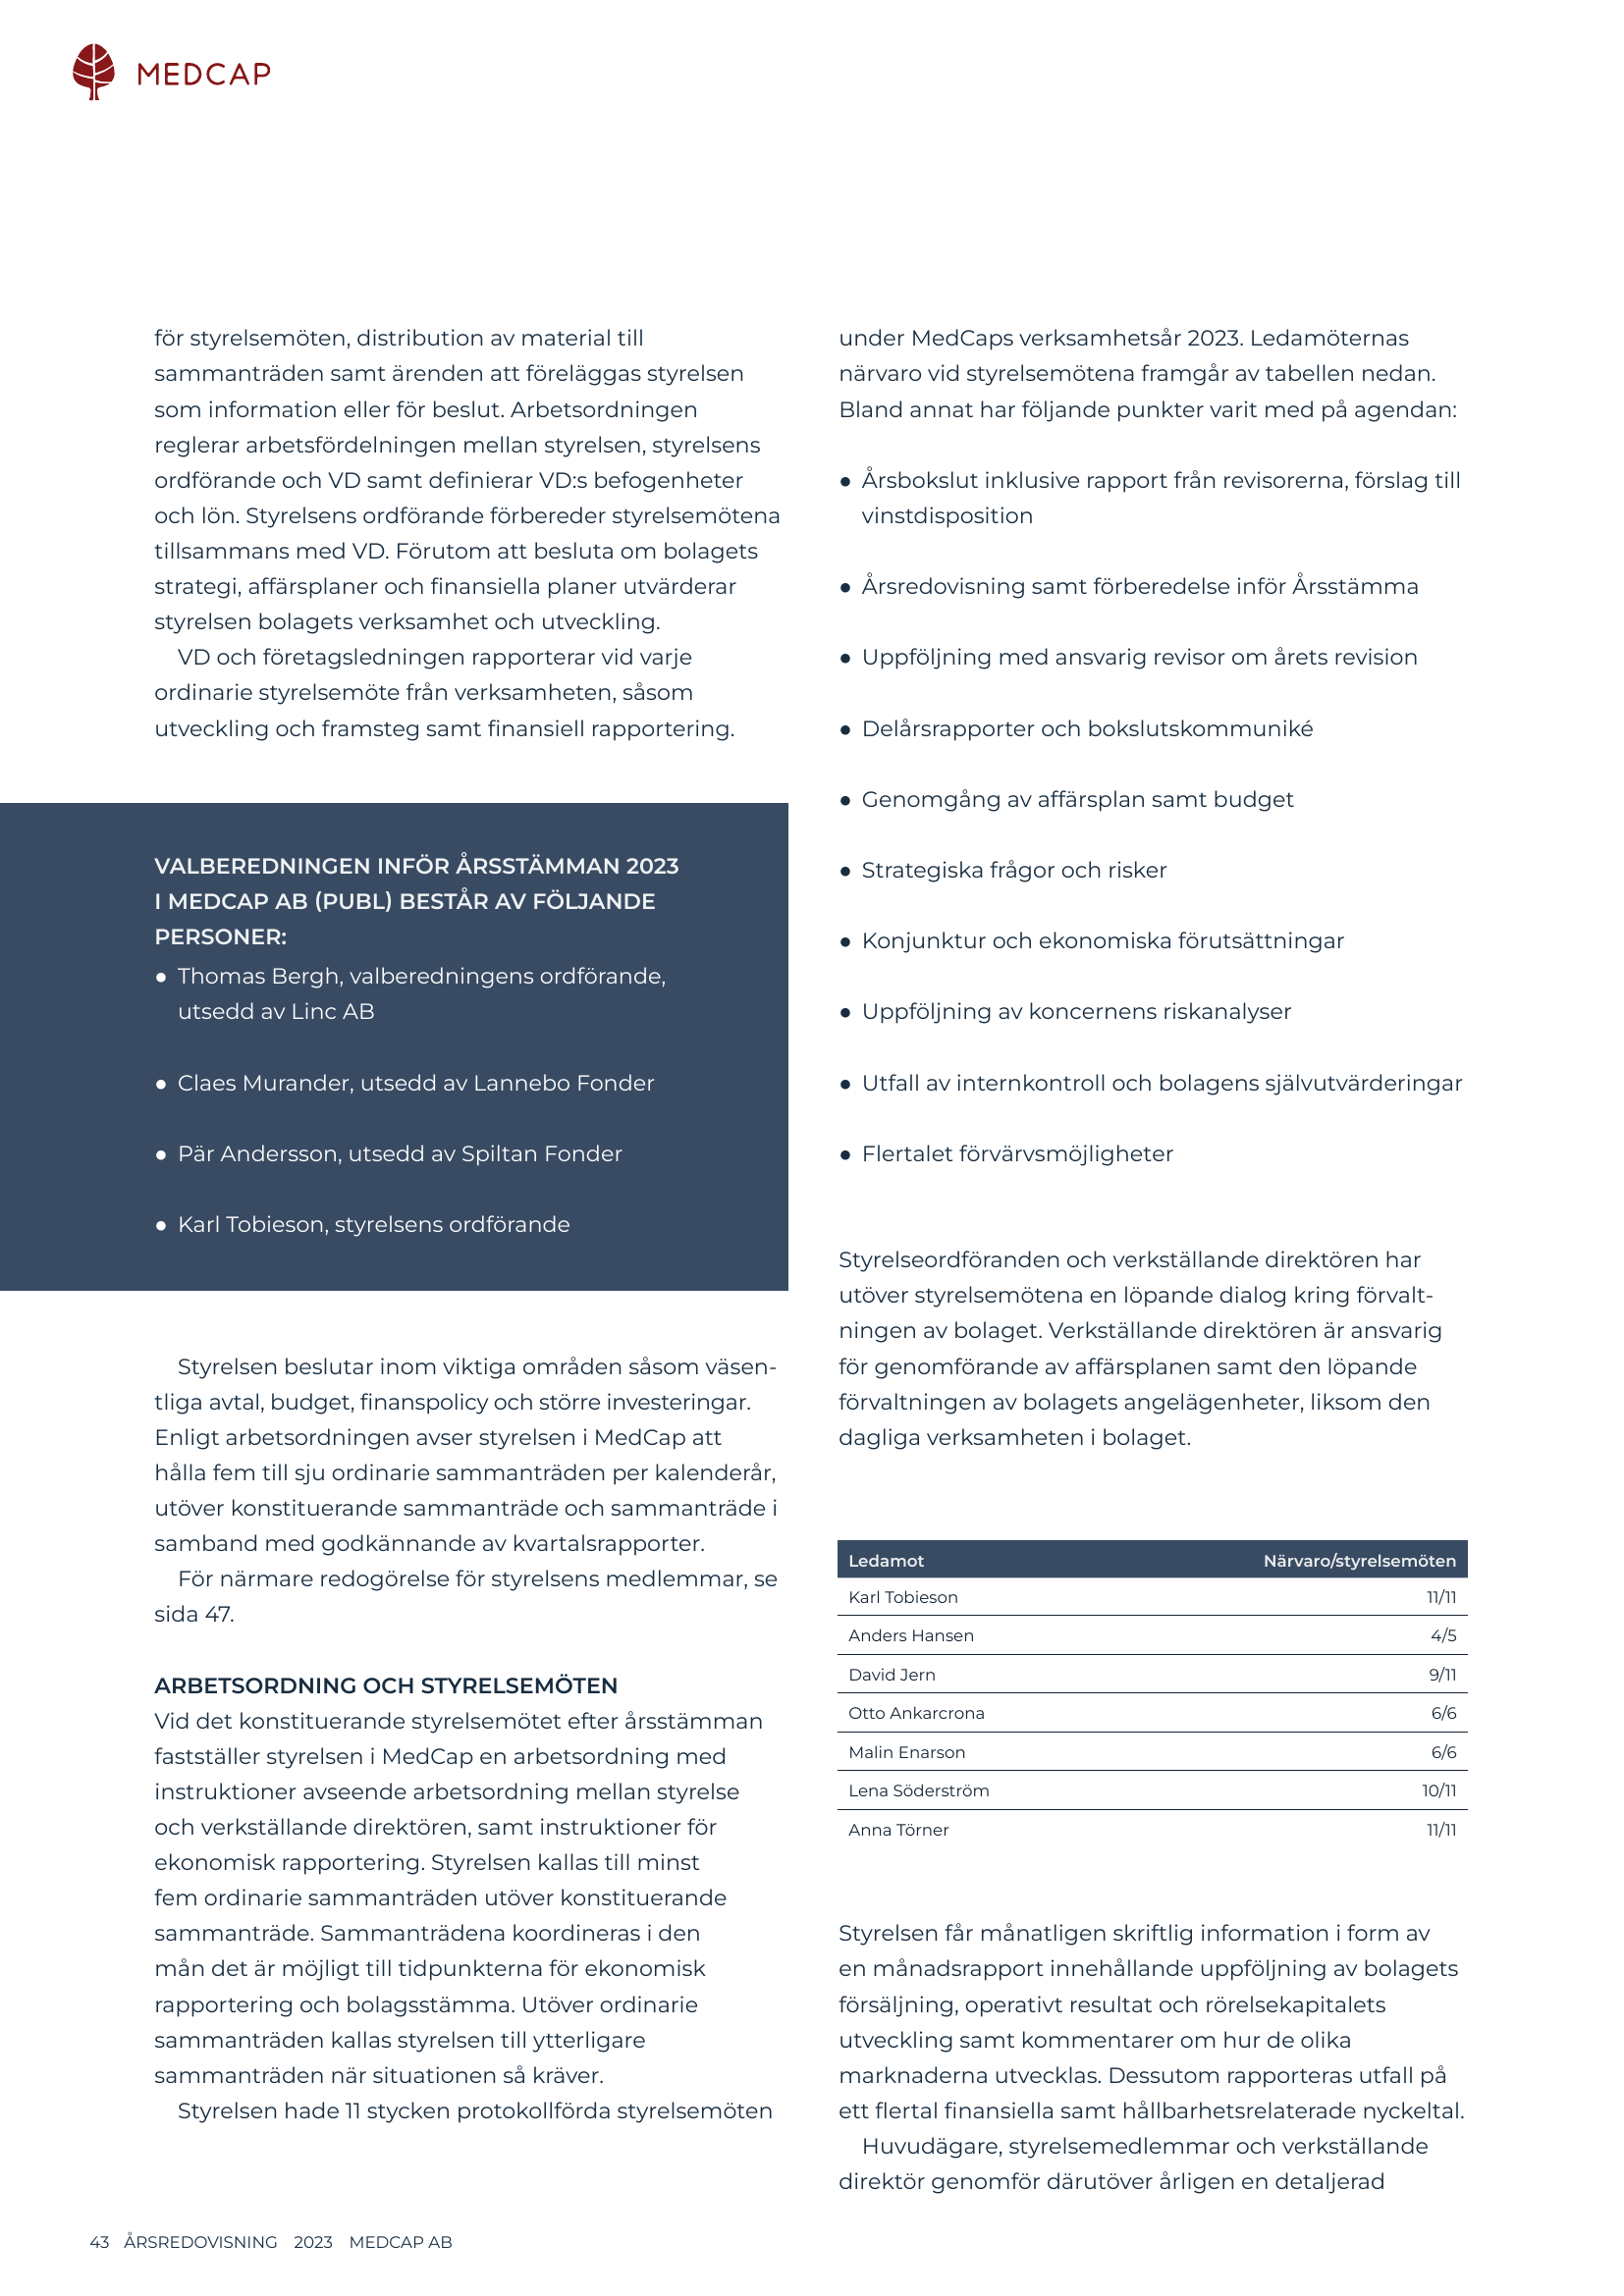 MEDCAP
för styrelsemöten, distribution av material till
sammanträden samt ärenden att föreläggas styrelsen
som information eller för beslut. Arbetsordningen
reglerar arbetsfördelningen mellan styrelsen, styrelsens
ordförande och VD samt definierar VD:s befogenheter
och lön. Styrelsens ordförande förbereder styrelsemötena
tillsammans med VD. Förutom att besluta om bolagets
strategi, affärsplaner och finansiella planer utvärderar
styrelsen bolagets verksamhet och utveckling.
VD och företagsledningen rapporterar vid varje
ordinarie styrelsemöte från verksamheten, såsom
utveckling och framsteg samt finansiell rapportering.
VALBEREDNINGEN INFÖR ÅRSSTÄMMAN 2023
I MEDCAP AB (PUBL) BESTÅR AV FÖLJANDE
PERSONER:
● Thomas Bergh, valberedningens ordförande,
utsedd av Linc AB
● Claes Murander, utsedd av Lannebo Fonder
● Pär Andersson, utsedd av Spiltan Fonder
● Karl Tobieson, styrelsens ordförande
Styrelsen beslutar inom viktiga områden såsom väsen-
tliga avtal, budget, finanspolicy och större investeringar.
Enligt arbetsordningen avser styrelsen i MedCap att
hålla fem till sju ordinarie sammanträden per kalenderår,
utöver konstituerande sammanträde och sammanträde i
samband med godkännande av kvartalsrapporter.
För närmare redogörelse för styrelsens medlemmar, se
sida 47.
ARBETSORDNING OCH STYRELSEMÖTEN
Vid det konstituerande styrelsemötet efter årsstämman
fastställer styrelsen i MedCap en arbetsordning med
instruktioner avseende arbetsordning mellan styrelse
och verkställande direktören, samt instruktioner för
ekonomisk rapportering. Styrelsen kallas till minst
fem ordinarie sammanträden utöver konstituerande
sammanträde. Sammanträdena koordineras i den
mån det är möjligt till tidpunkterna för ekonomisk
rapportering och bolagsstämma. Utöver ordinarie
sammanträden kallas styrelsen till ytterligare
sammanträden när situationen så kräver.
Styrelsen hade 11 stycken protokollförda styrelsemöten
under MedCaps verksamhetsår 2023. Ledamöternas
närvaro vid styrelsemötena framgår av tabellen nedan.
Bland annat har följande punkter varit med på agendan:
● Årsbokslut inklusive rapport från revisorerna, förslag till
vinstdisposition
● Årsredovisning samt förberedelse inför Årsstämma
● Uppföljning med ansvarig revisor om årets revision
● Delårsrapporter och bokslutskommuniké
● Genomgång av affärsplan samt budget
● Strategiska frågor och risker
● Konjunktur och ekonomiska förutsättningar
● Uppföljning av koncernens riskanalyser
● Utfall av internkontroll och bolagens självutvärderingar
● Flertalet förvärvsmöjligheter
Styrelseordföranden och verkställande direktören har
utöver styrelsemötena en löpande dialog kring förvalt-
ningen av bolaget. Verkställande direktören är ansvarig
för genomförande av affärsplanen samt den löpande
förvaltningen av bolagets angelägenheter, liksom den
dagliga verksamheten i bolaget.
Ledamot Närvaro/styrelsemöten
Karl Tobieson 11/11
Anders Hansen 4/5
David Jern 9/11
Otto Ankarcrona 6/6
Malin Enarson 6/6
Lena Söderström 10/11
Anna Törner 11/11
Styrelsen får månatligen skriftlig information i form av
en månadsrapport innehållande uppföljning av bolagets
försäljning, operativt resultat och rörelsekapitalets
utveckling samt kommentarer om hur de olika
marknaderna utvecklas. Dessutom rapporteras utfall på
ett flertal finansiella samt hållbarhetsrelaterade nyckeltal.
Huvudägare, styrelsemedlemmar och verkställande
direktör genomför därutöver årligen en detaljerad
43 ÅRSREDOVISNING 2023 MEDCAP AB